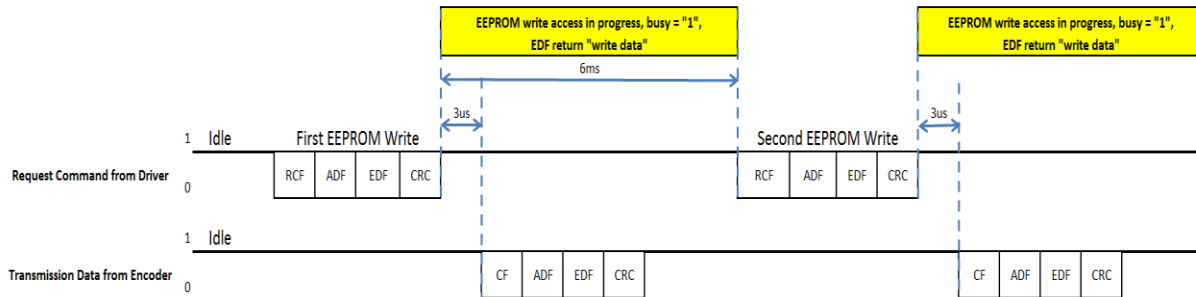 EEPROM write access in progress, busy = "1",
EDF return "write data"
EEPROM write access in progress, busy = "1",
EDF return "write data"
6ms
3us
3us
1 Idle
First EEPROM Write
Second EEPROM Write
Request Command from Driver
0
RCF ADF EDF CRC
RCF ADF EDF CRC
1 Idle
Transmission Data from Encoder
0
CF ADF EDF CRC
CF ADF EDF CRC